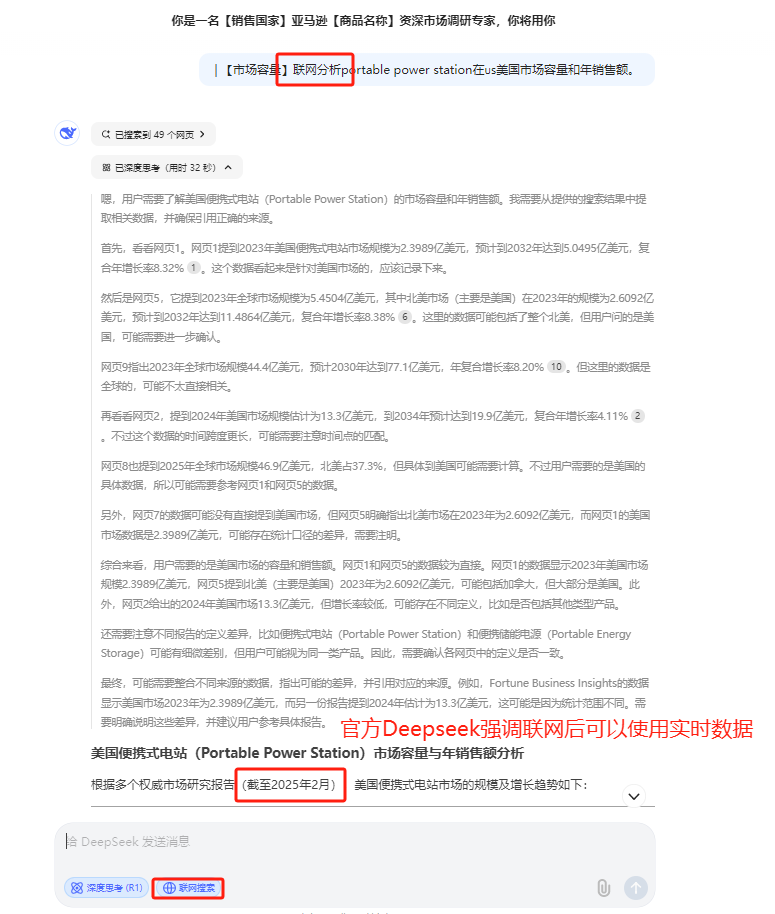 你是一名【销售国家】亚马逊【商品名称】资深市场调研专家，你将用你
【市场容量】联网分析portable power station在us美国市场容量和年销售额。
已搜索到 49 个网页
已深度思考（用时 32 秒）
嗯，用户需要了解美国便携式电站（Portable Power Station）的市场容量和年销售额。我需要从提供的搜索结果中提
取相关数据，并确保引用正确的来源。
首先，看看网页1。网页1提到2023年美国便携式电站市场规模为2.3989亿美元，预计到2032年达到5.0495亿美元，复
合年增长率8.32% 1 。这个数据看起来是针对美国市场的，应该记录下来。
然后是网页5，它提到2023年全球市场规模为5.4504亿美元，其中北美市场（主要是美国）在2023年的规模为2.6092亿
美元，预计到2032年达到11.4864亿美元，复合年增长率8.38% 6 。这里的数据可能包括了整个北美，但用户问的是美
国，可能需要进一步确认。
网页9指出2023年全球市场规模44.4亿美元，预计2030年达到77.1亿美元，年复合增长率8.20% 10 。但这里的数据是
全球的，可能不太直接相关。
再看看网页2，提到2024年美国市场规模估计为13.3亿美元，到2034年预计达到19.9亿美元，复合年增长率4.11% 2
。不过这个数据的时间跨度更长，可能需要注意时间点的匹配。
网页8也提到2025年全球市场规模46.9亿美元，北美占37.3%，但具体到美国可能需要计算。不过用户需要的是美国的
具体数据，所以可能需要参考网页1和网页5的数据。
另外，网页7的数据可能没有直接提到美国市场，但网页5明确指出北美市场在2023年为2.6092亿美元，而网页1的美国
市场数据是2.3989亿美元，可能存在统计口径的差异，需要注明。
综合来看，用户需要的是美国市场的容量和销售额。网页1和网页5的数据较为直接。网页1的数据显示2023年美国市场
规模2.3989亿美元，网页5提到北美（主要是美国）2023年为2.6092亿美元，可能包括加拿大，但大部分是美国。此
外，网页2给出的2024年美国市场13.3亿美元，但增长率较低，可能存在不同定义，比如是否包括其他类型产品。
还需要注意不同报告的定义差异，比如便携式电站（Portable Power Station）和便携储能电源（Portable Energy
Storage）可能有细微差别，但用户可能视为同一类产品。因此，需要确认各网页中的定义是否一致。
最终，可能需要整合不同来源的数据，指出可能的差异，并引用对应的来源。例如，Fortune Business Insights的数据
显示美国市场2023年为2.3989亿美元，而另一份报告提到2024年估计为13.3亿美元，这可能是因为统计范围不同。需
要明确说明这些差异，并建议用户参考具体报告。
官方Deepseek强调联网后可以使用实时数据
美国便携式电站（Portable Power Station）市场容量与年销售额分析
根据多个权威市场研究报告（截至2025年2月） 美国便携式电站市场的规模及增长趋势如下：
给 DeepSeek 发送消息
深度思考 (R1) 联网搜索